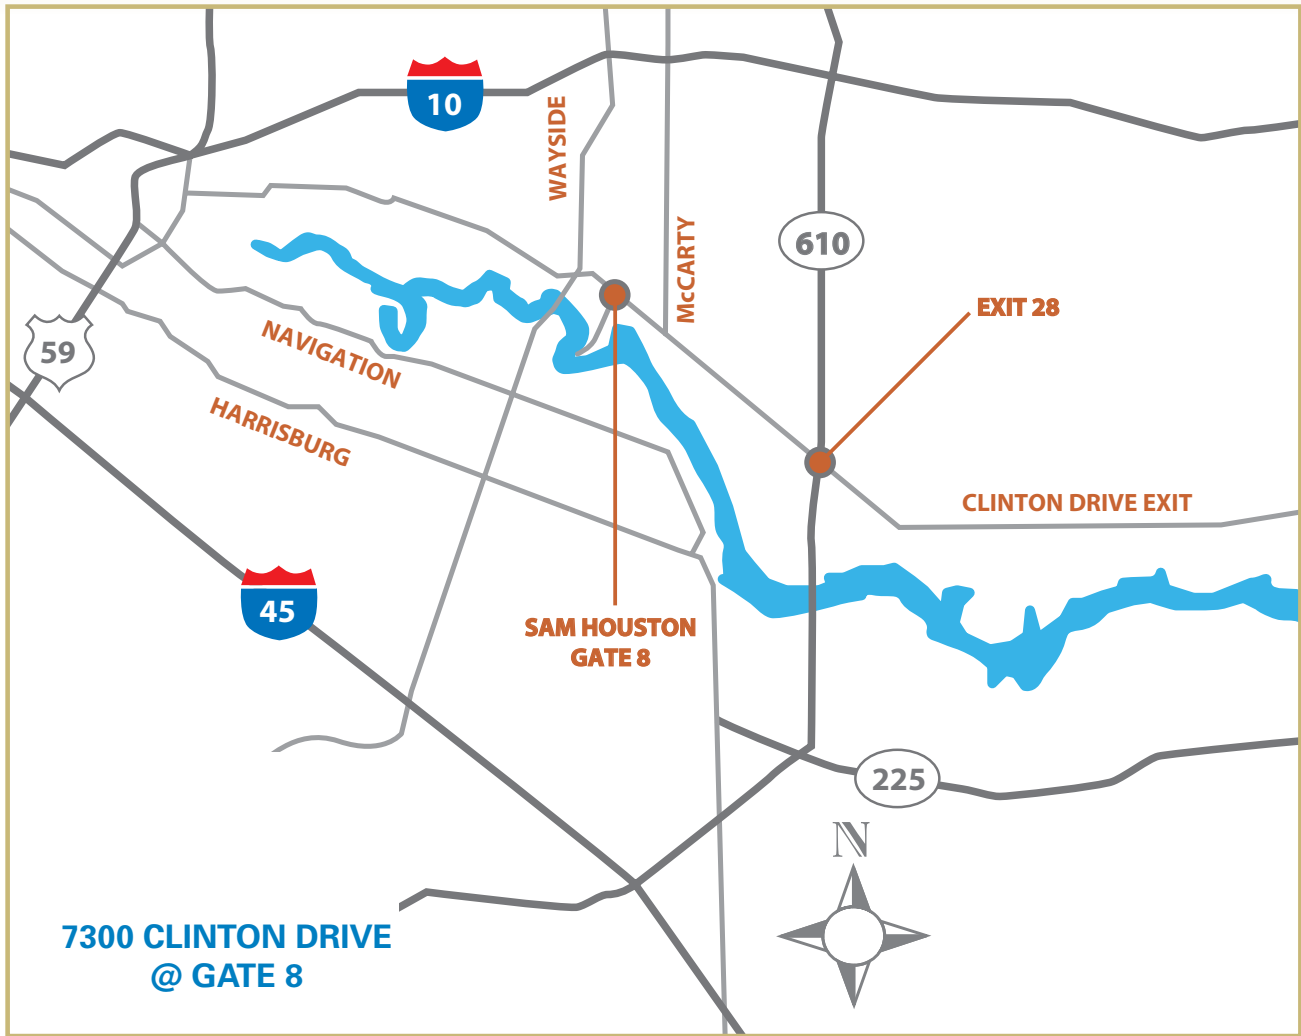 10
WAYSIDE
McCARTY
610
EXIT 28
59
NAVIGATION
HARRISBURG
CLINTON DRIVE EXIT
45
SAM HOUSTON
GATE 8
225
N
7300 CLINTON DRIVE
@ GATE 8